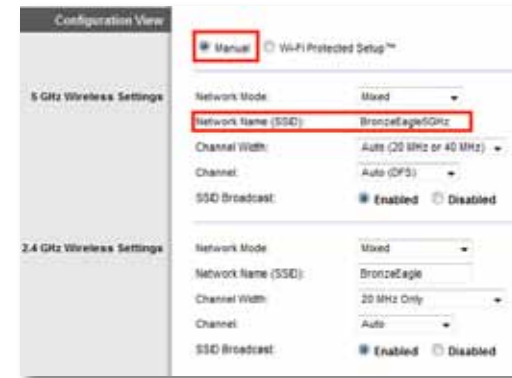 Configuration View
Manual Wi-Fi Protected Setup™
5 GHz Wireless Settings
Network Mode: Mixed
Network Name (SSID): BronzeEagle5GHz
Channel Width: Auto (20 MHz or 40 MHz)
Channel: Auto (DFS)
SSID Broadcast: Enabled Disabled
2.4 GHz Wireless Settings
Network Mode: Mixed
Network Name (SSID): BronzeEagle
Channel Width: 20 MHz Only
Channel: Auto
SSID Broadcast: Enabled Disabled